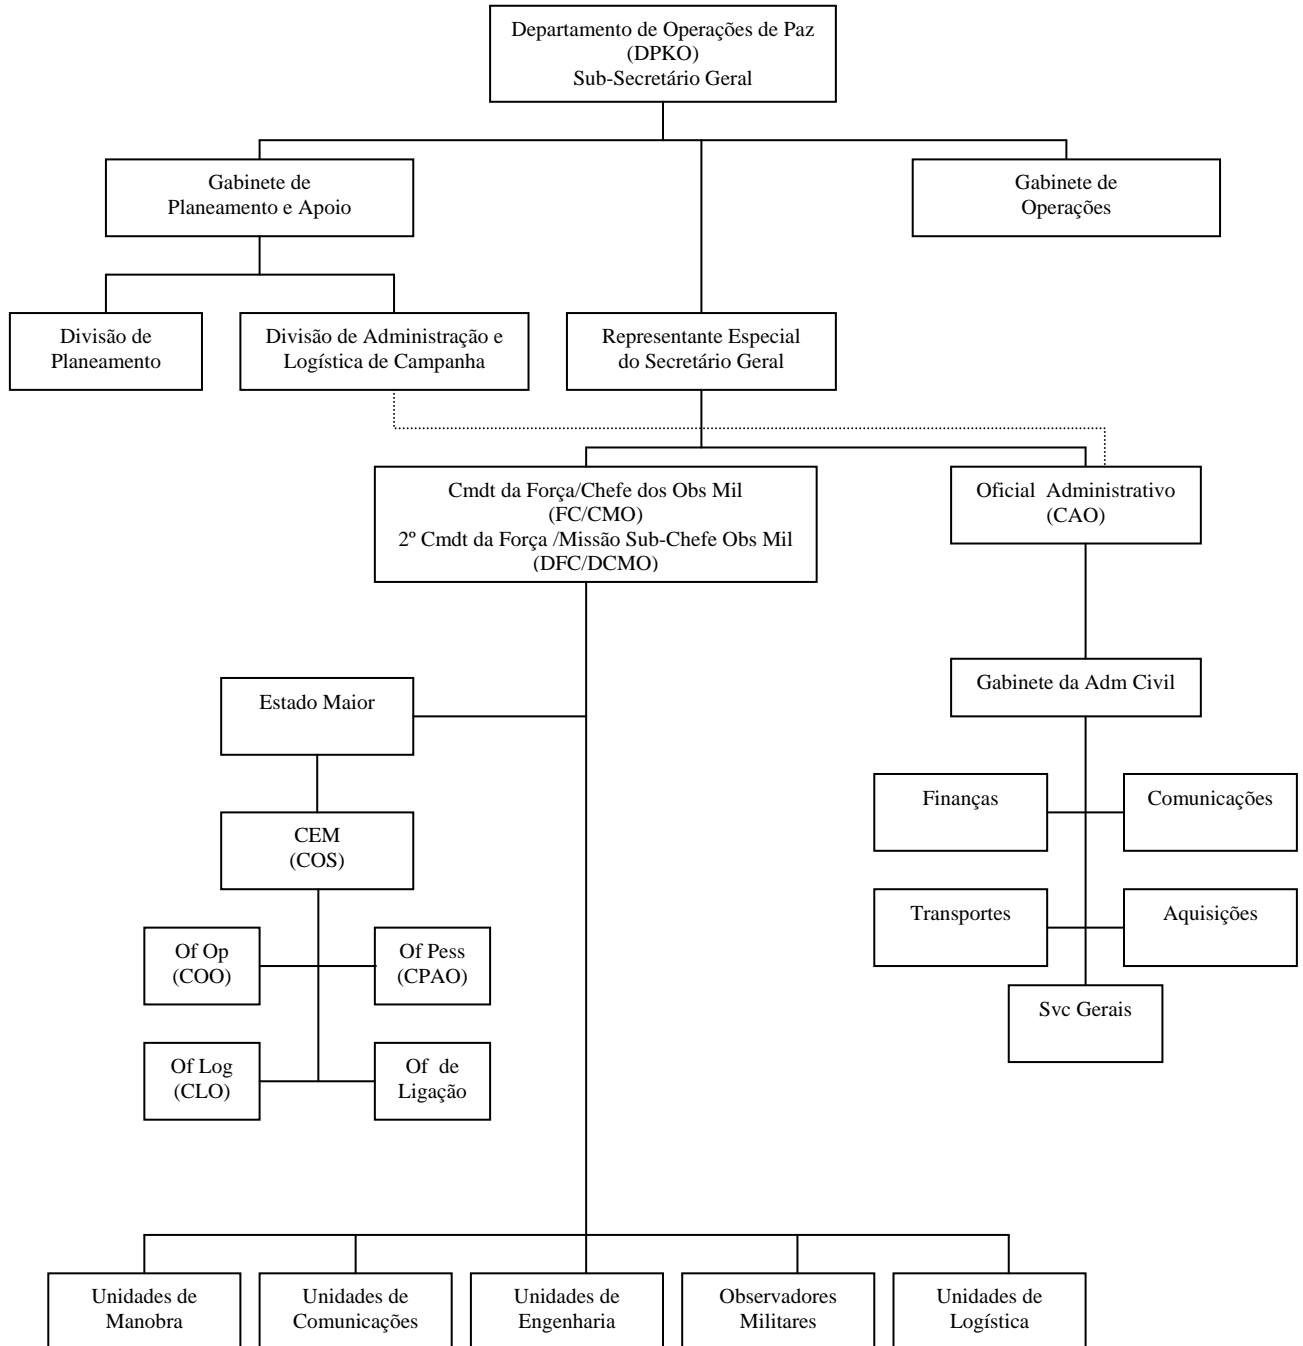 Departamento de Operações de Paz
(DPKO)
Sub-Secretário Geral
Gabinete de
Planeamento e Apoio
Gabinete de
Operações
Divisão de
Planeamento
Divisão de Administração e
Logística de Campanha
Representante Especial
do Secretário Geral
Cmdt da Força/Chefe dos Obs Mil
(FC/CMO)
2º Cmdt da Força /Missão Sub-Chefe Obs Mil
(DFC/DCMO)
Oficial Administrativo
(CAO)
Estado Maior
Gabinete da Adm Civil
CEM
(COS)
Finanças
Comunicações
Of Op
(COO)
Of Pess
(CPAO)
Transportes
Aquisições
Of Log
(CLO)
Of de
Ligação
Svc Gerais
Unidades de
Manobra
Unidades de
Comunicações
Unidades de
Engenharia
Observadores
Militares
Unidades de
Logística